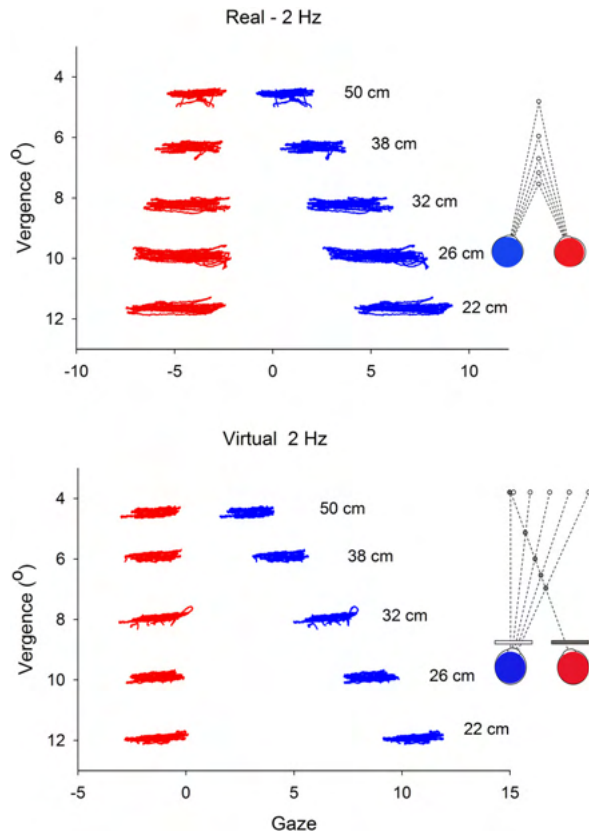 Real - 2 Hz
4
50 cm
6
38 cm
8
32 cm
Vergence (°)
10
26 cm
12
22 cm
-10
-5
0
5
10
Virtual 2 Hz
4
50 cm
6
38 cm
8
32 cm
Vergence (°)
10
26 cm
12
22 cm
-5
0
5
10
15
Gaze